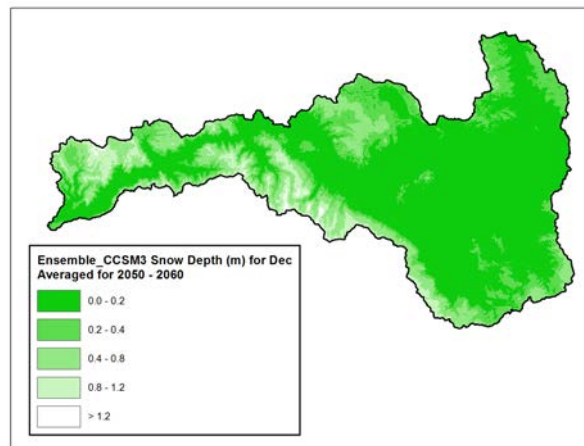 Ensemble_CCSM3 Snow Depth (m) for Dec
Averaged for 2050 - 2060
0.0 - 0.2
0.2 - 0.4
0.4 - 0.8
0.8 - 1.2
> 1.2